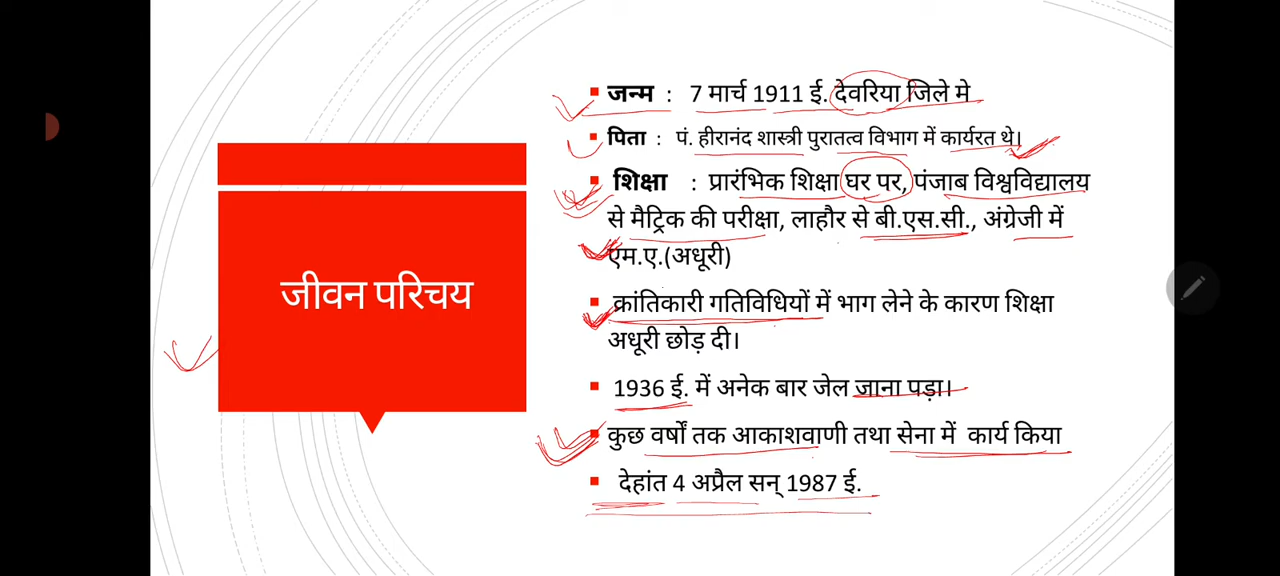 जीवन परिचय
जन्म : 7 मार्च 1911 ई. देवरिया जिले मे
पिता : पं. हीरानंद शास्त्री पुरातत्व विभाग में कार्यरत थे।
शिक्षा : प्रारंभिक शिक्षा घर पर, पंजाब विश्वविद्यालय
से मैट्रिक की परीक्षा, लाहौर से बी.एस.सी., अंग्रेजी में
एम.ए.(अधूरी)
क्रांतिकारी गतिविधियों में भाग लेने के कारण शिक्षा
अधूरी छोड़ दी।
1936 ई. में अनेक बार जेल जाना पड़ा।
कुछ वर्षों तक आकाशवाणी तथा सेना में कार्य किया
देहांत 4 अप्रैल सन् 1987 ई.